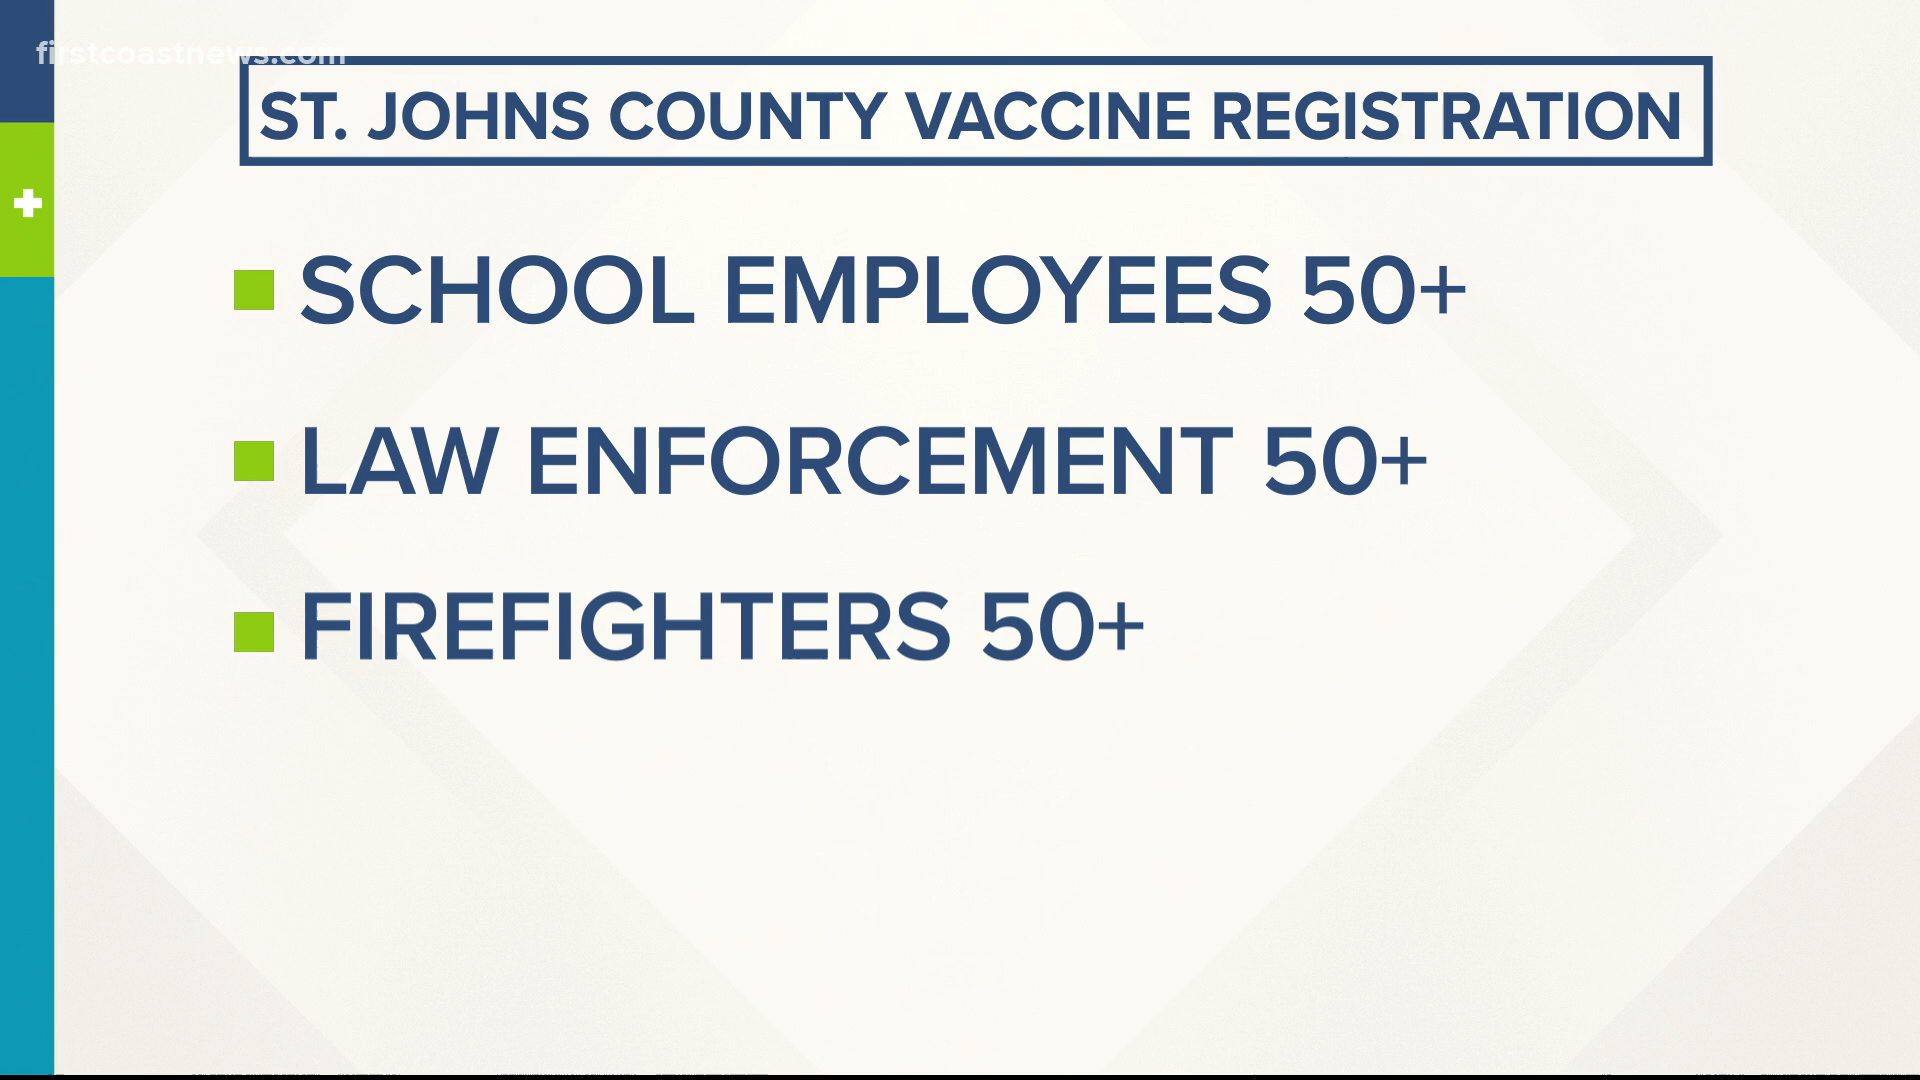 firstcoastnews.com
ST. JOHNS COUNTY VACCINE REGISTRATION
SCHOOL EMPLOYEES 50+
LAW ENFORCEMENT 50+
FIREFIGHTERS 50+